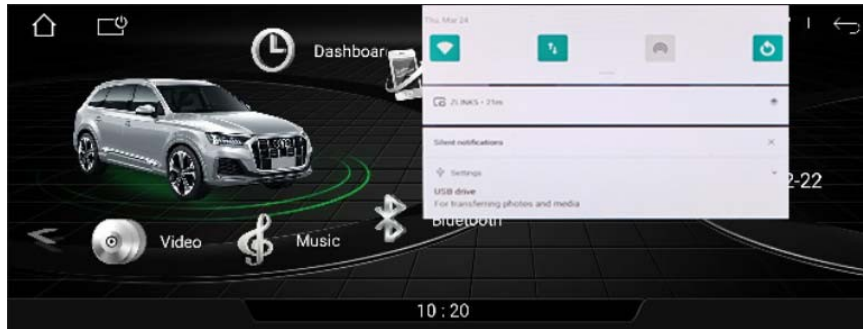 Thu, Mar 24
Dashboar
ZLINK5 • 21m
Silent notifications
Settings
2-22
USB drive
For transferring photos and media
Bluetooth
Video
Music
10 : 20